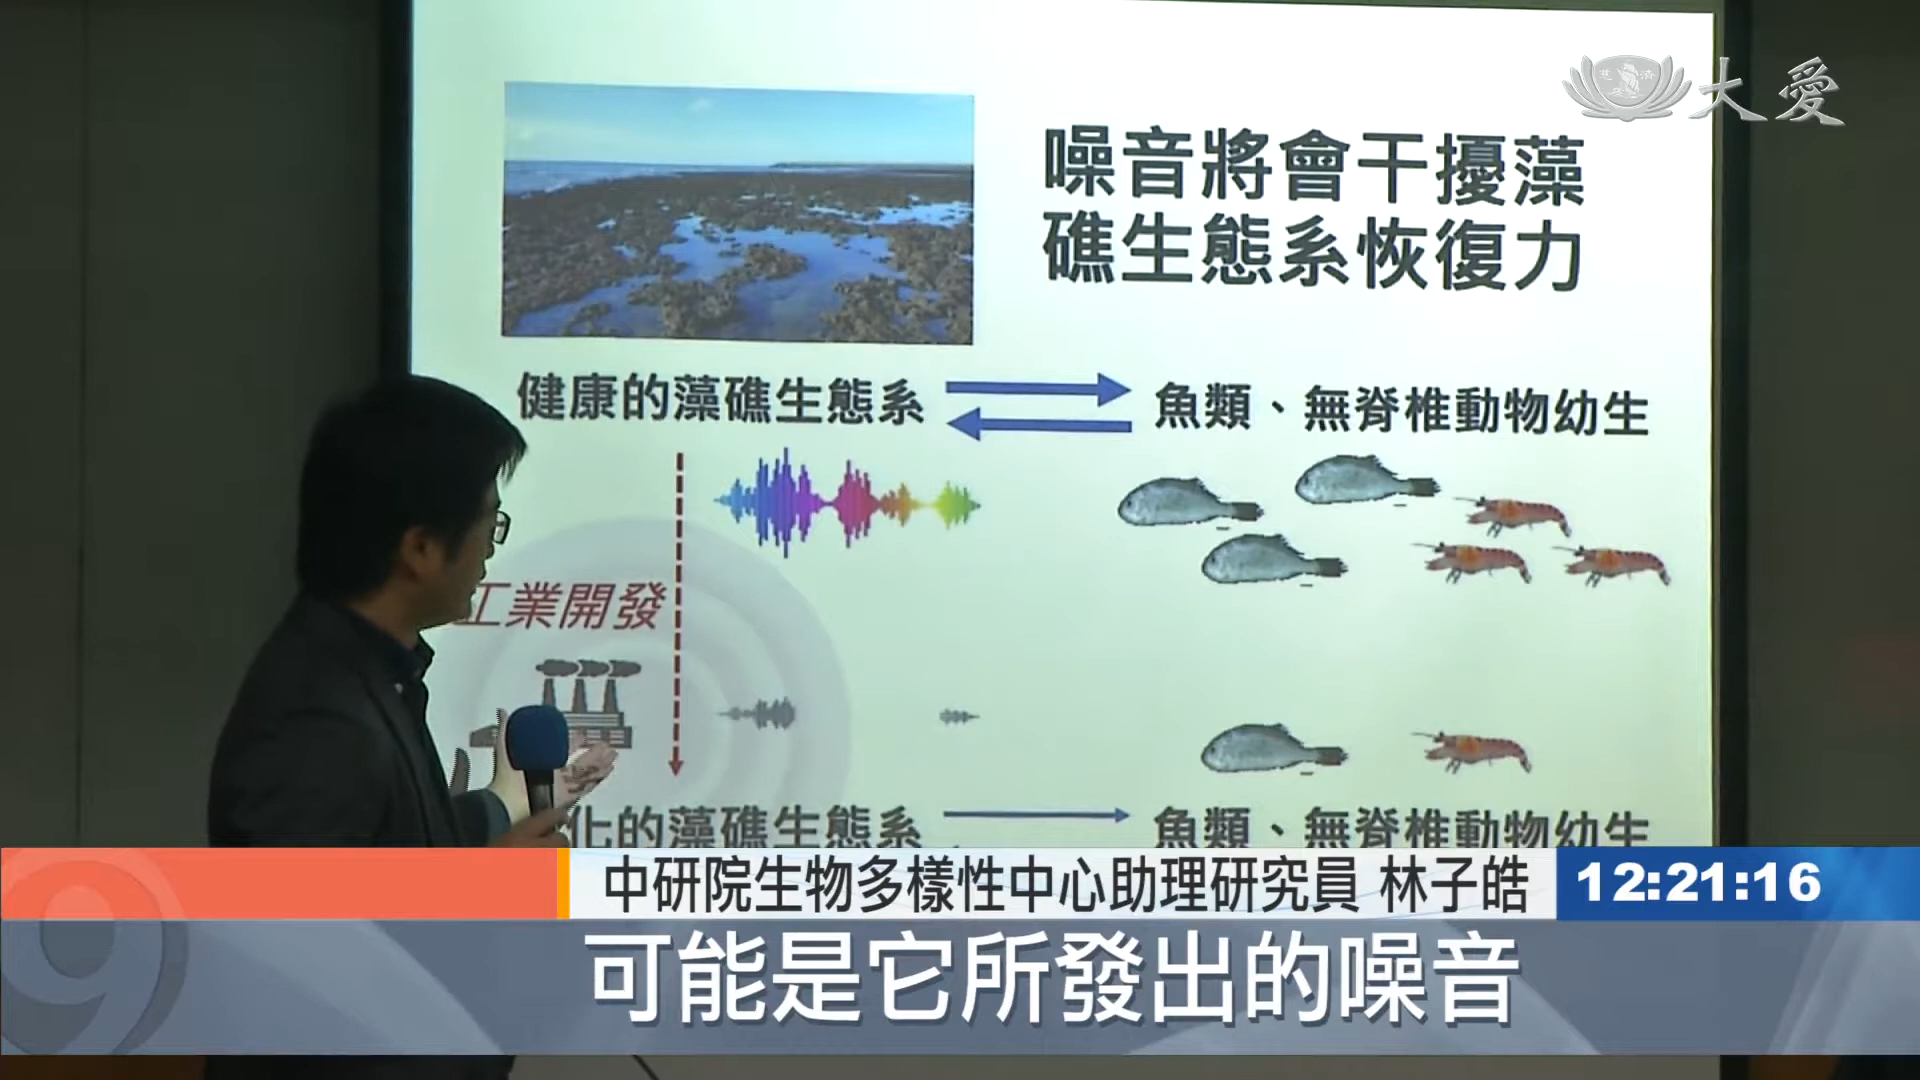 大愛
慈濟
噪音將會干擾藻
礁生態系恢復力
健康的藻礁生態系
魚類、無脊椎動物幼生
工業開發
化的藻礁生態系
魚類、無脊椎動物幼生
中研院生物多樣性中心助理研究員 林子皓
12:21:16
可能是它所發出的噪音
9